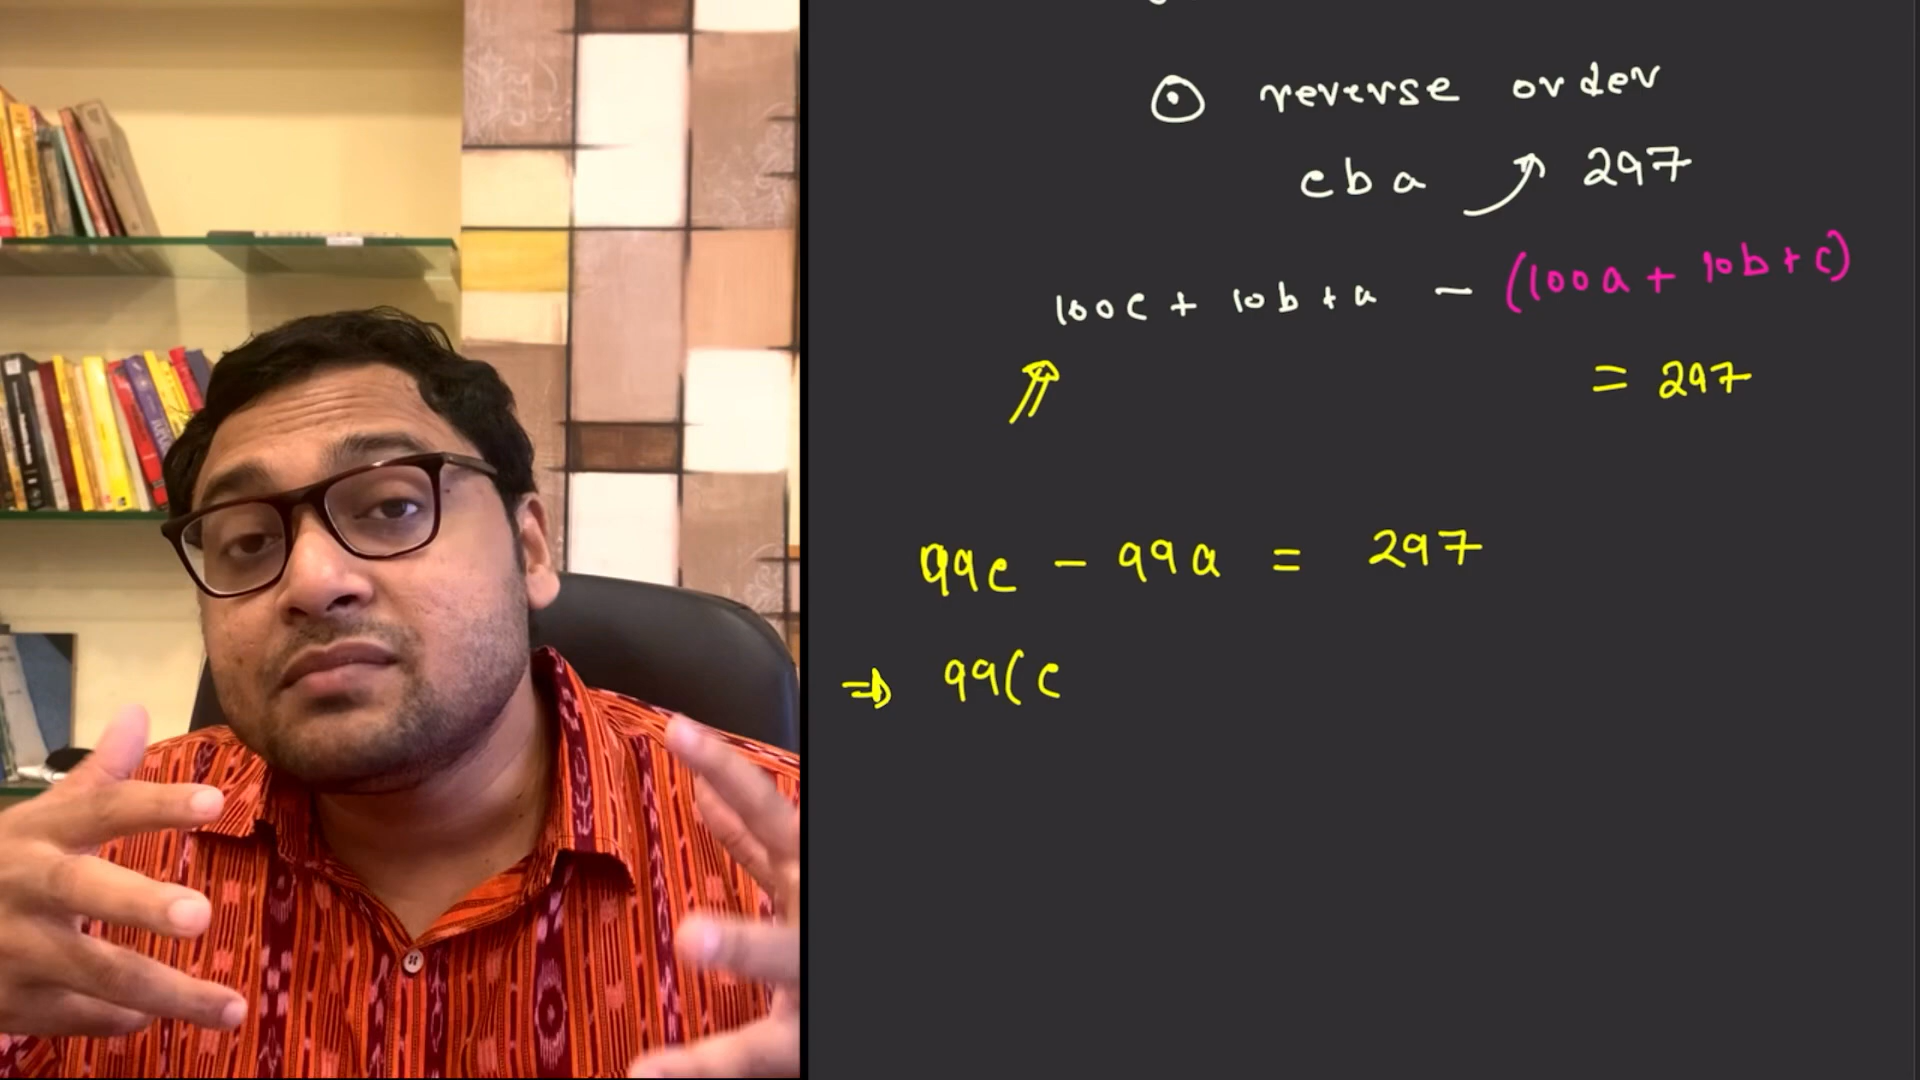 ⊙ reverse order
cba ↗ 297
100c + 10b + a - (100a + 10b + c)
= 297
99c - 99a = 297
⇒ 99(c